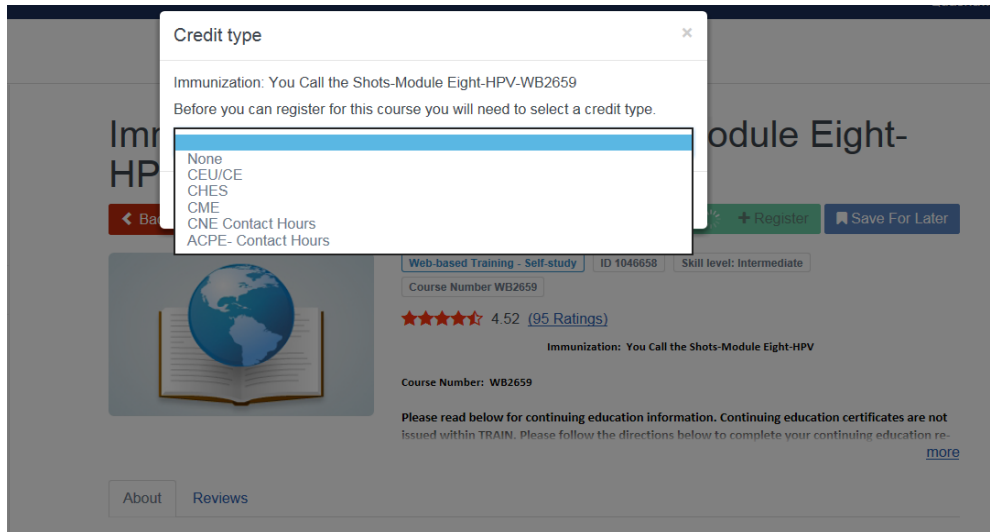 Credit type
×
Immunization: You Call the Shots-Module Eight-HPV-WB2659
Before you can register for this course you will need to select a credit type.
None
CEU/CE
CHES
CME
CNE Contact Hours
ACPE- Contact Hours
odule Eight-
HP
Register
Save For Later
Web-based Training - Self-study
ID 1046658
Skill level: Intermediate
Course Number WB2659
4.52 (95 Ratings)
Immunization: You Call the Shots-Module Eight-HPV
Course Number: WB2659
Please read below for continuing education information. Continuing education certificates are not
issued within TRAIN. Please follow the directions below to complete your continuing education re-
more
About
Reviews